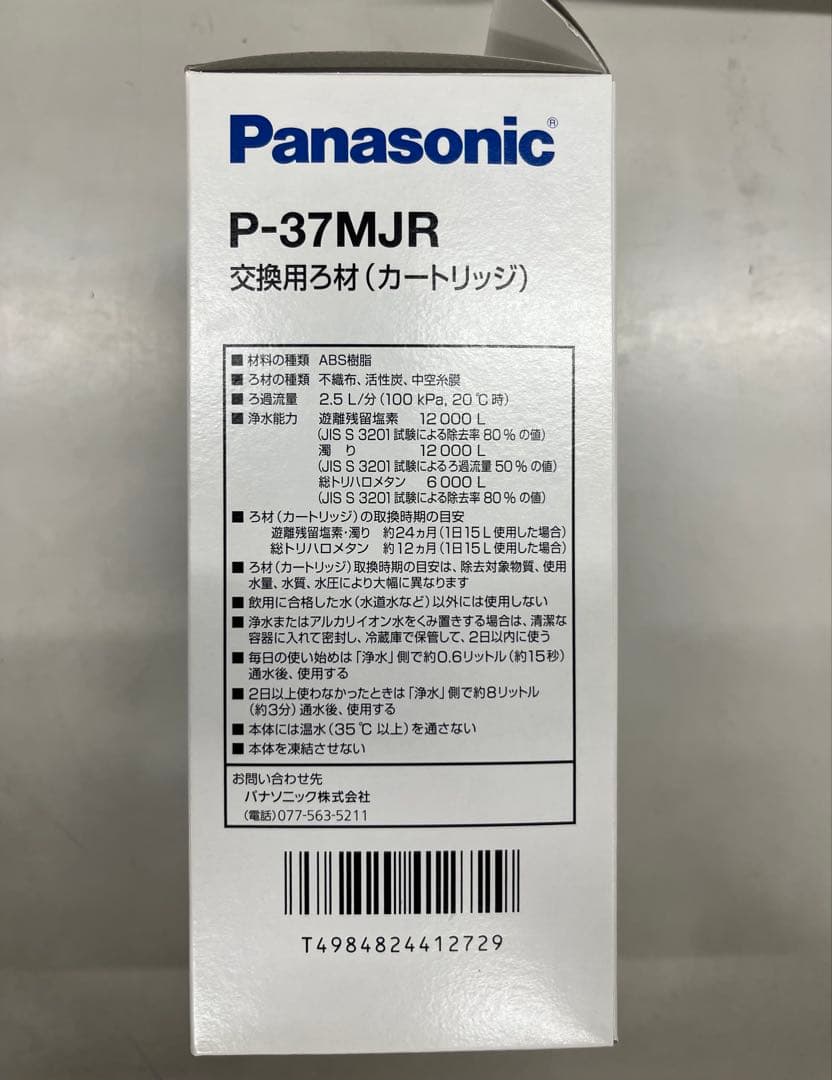 Panasonic®
P-37MJR
交換用ろ材(カートリッジ)
■ 材料の種類 ABS樹脂
■ ろ材の種類 不織布、活性炭、中空糸膜
■ ろ過流量 2.5 L/分(100 kPa, 20℃時)
■ 浄水能力 遊離残留塩素 12 000 L
(JIS S 3201試験による除去率80%の値)
濁り 12 000 L
(JIS S 3201試験によるろ過流量50%の値)
総トリハロメタン 6 000 L
(JIS S 3201試験による除去率80%の値)
■ ろ材(カートリッジ)の取換時期の目安
遊離残留塩素・濁り 約24ヵ月(1日15L使用した場合)
総トリハロメタン 約12ヵ月(1日15L使用した場合)
■ ろ材(カートリッジ)取換時期の目安は、除去対象物質、使用
水量、水質、水圧により大幅に異なります
■ 飲用に合格した水(水道水など)以外には使用しない
■ 浄水またはアルカリイオン水をくみ置きする場合は、清潔な
容器に入れて密封し、冷蔵庫で保管して、2日以内に使う
■ 毎日の使い始めは「浄水」側で約0.6リットル(約15秒)
通水後、使用する
■ 2日以上使わなかったときは「浄水」側で約8リットル
(約3分)通水後、使用する
■ 本体には温水(35℃以上)を通さない
■ 本体を凍結させない
お問い合わせ先
パナソニック株式会社
(電話)077-563-5211
T4984824412729